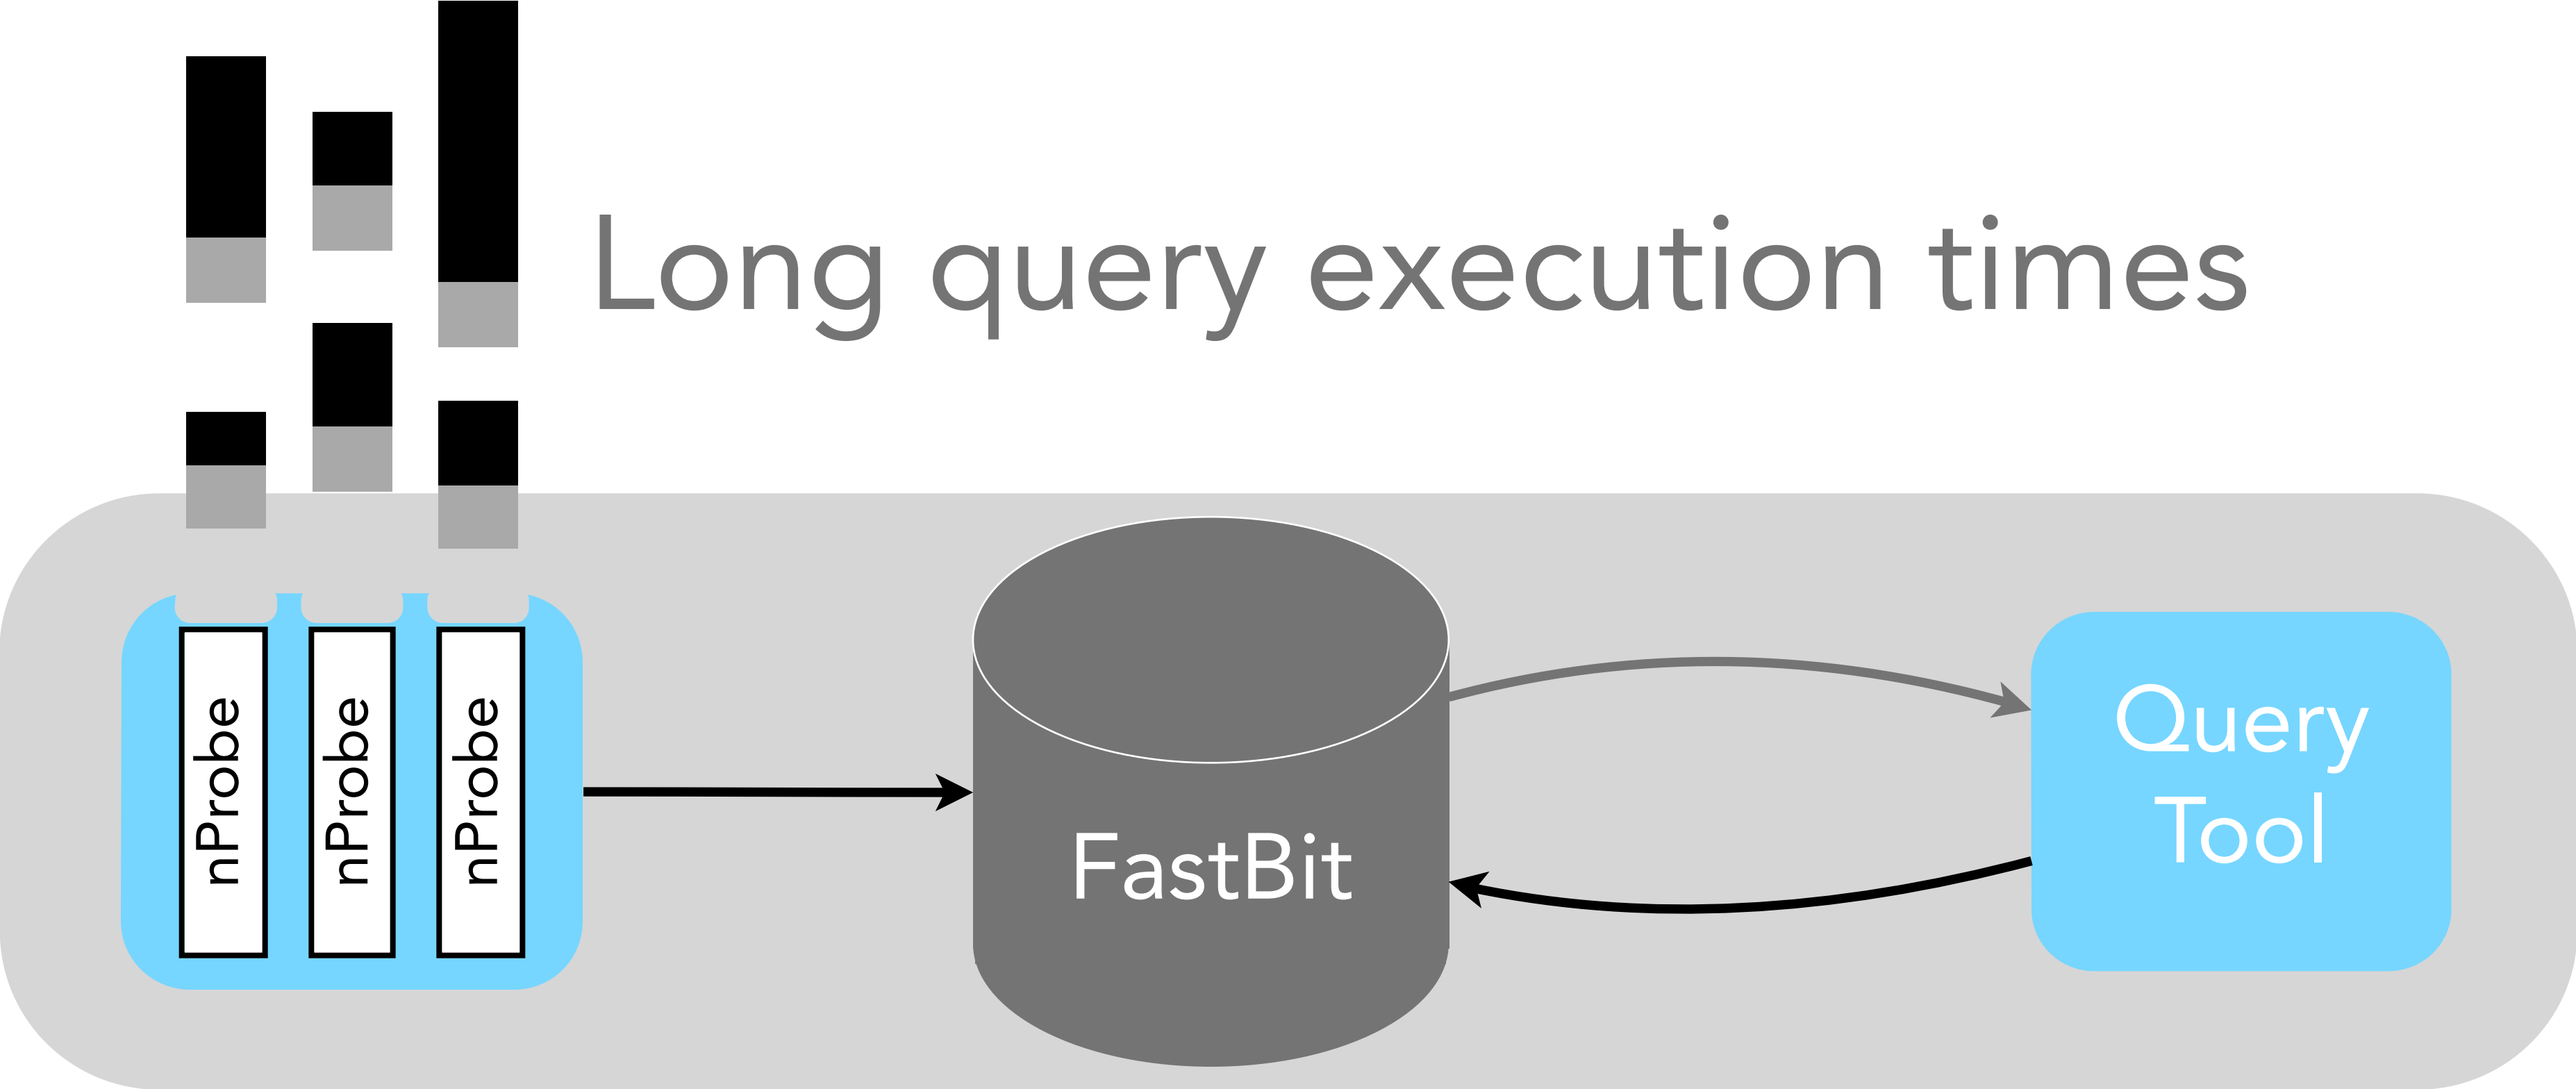 Long query execution times
nProbe
nProbe
nProbe
FastBit
Query
Tool